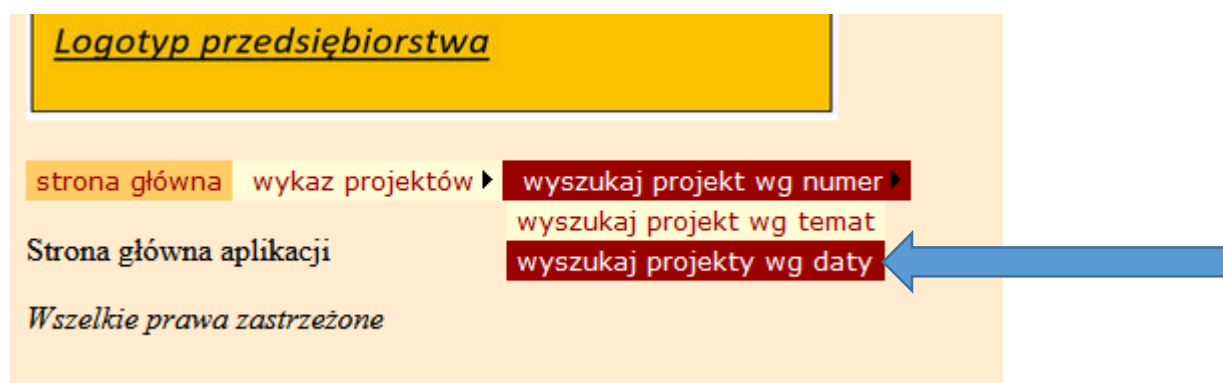 Logotyp przedsiębiorstwa
strona główna wykaz projektów wyszukaj projekt wg numer
wyszukaj projekt wg temat
wyszukaj projekty wg daty
Strona główna aplikacji
Wszelkie prawa zastrzeżone